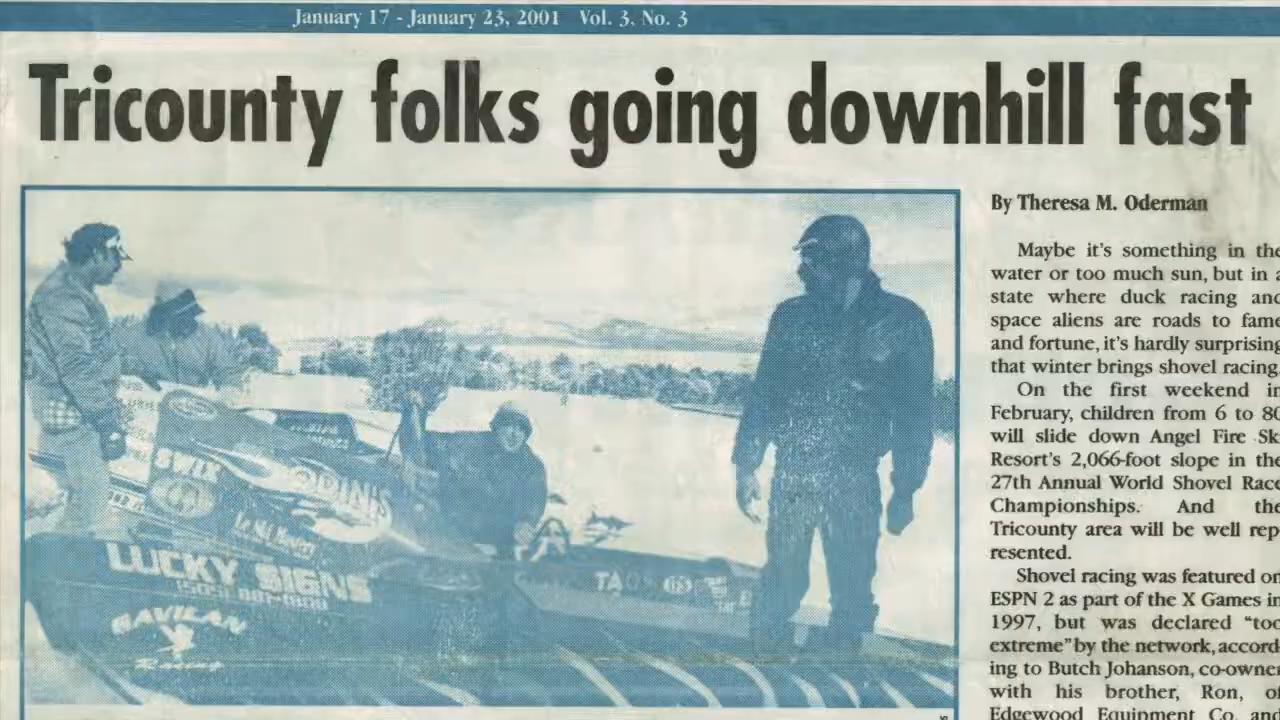 January 17 - January 23, 2001 Vol. 3, No. 3
Tricounty folks going downhill fast
By Theresa M. Oderman
Maybe it's something in the
water or too much sun, but in a
state where duck racing and
space aliens are roads to fame
and fortune, it's hardly surprising
that winter brings shovel racing.
On the first weekend in
February, children from 6 to 80
will slide down Angel Fire Ski
Resort's 2,066-foot slope in the
27th Annual World Shovel Race
Championships. And the
Tricounty area will be well rep-
resented.
Shovel racing was featured on
ESPN 2 as part of the X Games in
1997, but was declared "too
extreme" by the network, accord-
ing to Butch Johanson, co-owner
with his brother, Ron, of
Edgewood Equipment Co. and
SWIX
ODIN'S
LUCKY SIGNS
GAVILAN
Racing